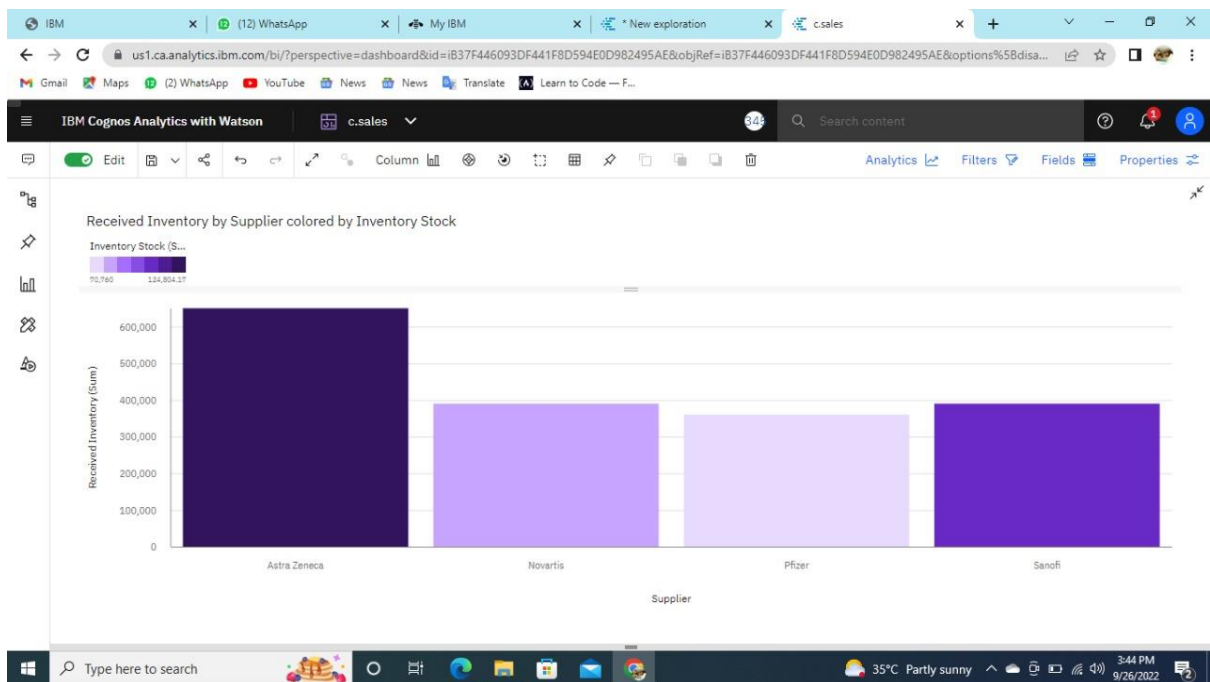 IBM
(12) WhatsApp
My IBM
* New exploration
c.sales
us1.ca.analytics.ibm.com/bi/?perspective=dashboard&id=iB37F446093DF441F8D594E0D982495AE&objRef=iB37F446093DF441F8D594E0D982495AE&options%5Bdisa...
Gmail Maps (2) WhatsApp YouTube News News Translate Learn to Code — F...
IBM Cognos Analytics with Watson c.sales Search content
Edit Column Analytics Filters Fields Properties
Received Inventory by Supplier colored by Inventory Stock
Inventory Stock (S...
70,760 134,804.17
Received Inventory (Sum)
600,000
500,000
400,000
300,000
200,000
100,000
0
Astra Zeneca Novartis Pfizer Sanofi
Supplier
Type here to search
35°C Partly sunny
3:44 PM
9/26/2022